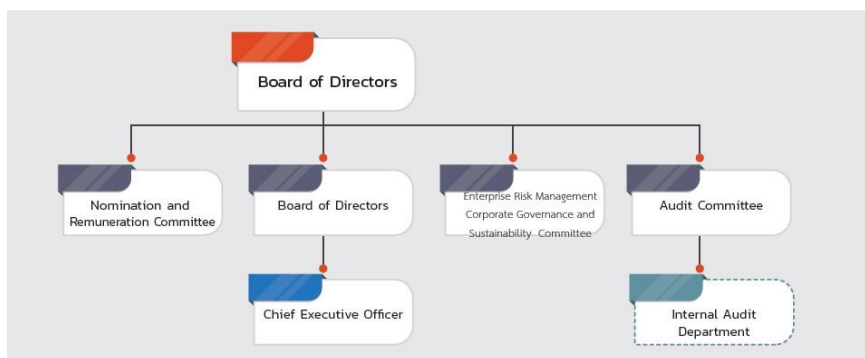 Board of Directors
Nomination and
Remuneration Committee
Board of Directors
Enterprise Risk Management
Corporate Governance and
Sustainability Committee
Audit Committee
Chief Executive Officer
Internal Audit
Department